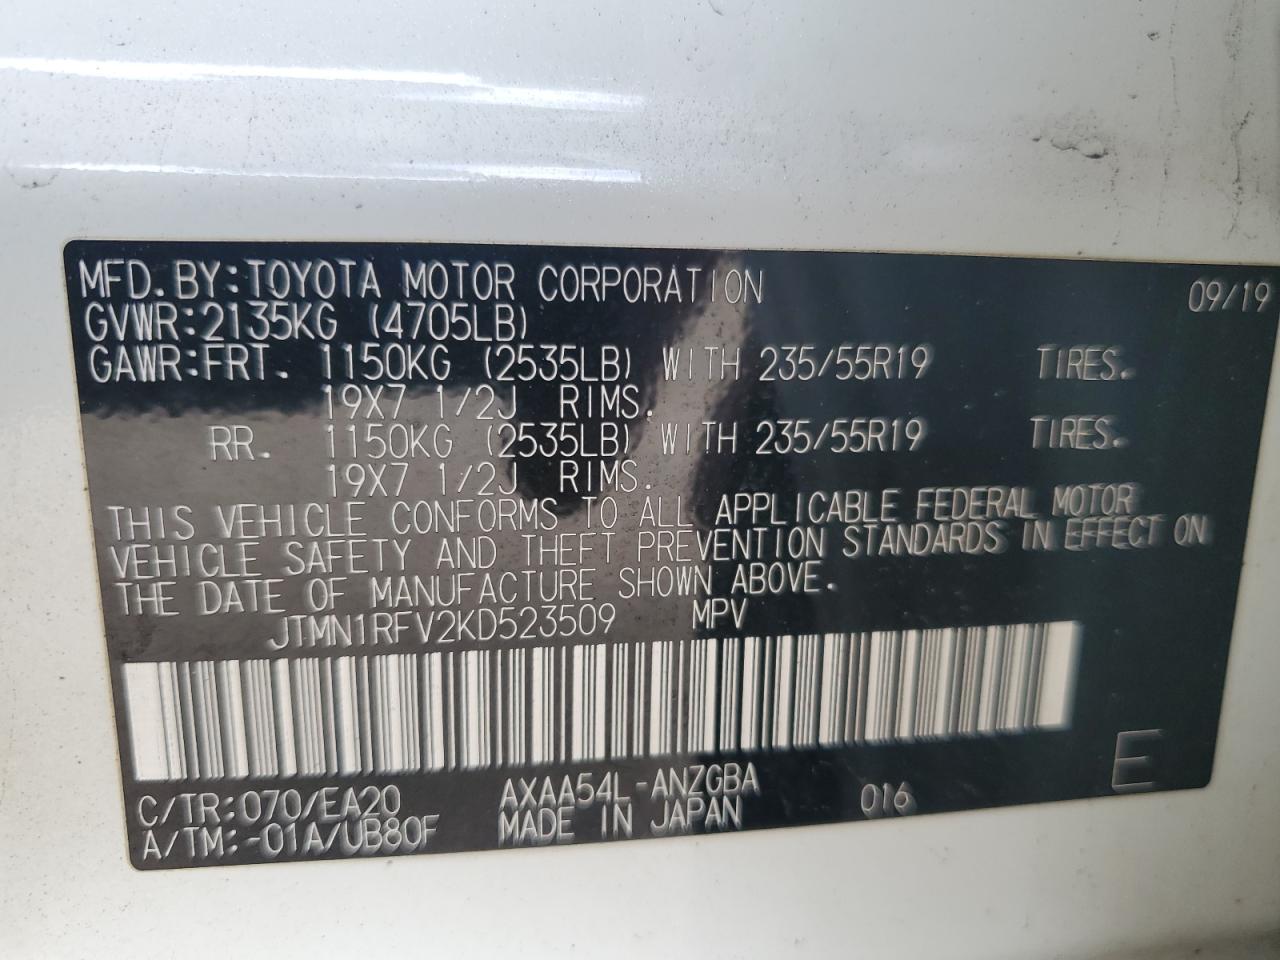 MFD.BY:TOYOTA MOTOR CORPORATION 09/19
GVWR:2135KG (4705LB)
GAWR:FRT. 1150KG (2535LB) WITH 235/55R19 TIRES.
19X7 1/2J RIMS.
RR. 1150KG (2535LB) WITH 235/55R19 TIRES.
19X7 1/2J RIMS.
THIS VEHICLE CONFORMS TO ALL APPLICABLE FEDERAL MOTOR
VEHICLE SAFETY AND THEFT PREVENTION STANDARDS IN EFFECT ON
THE DATE OF MANUFACTURE SHOWN ABOVE.
JTMN1RFV2KD523509 MPV
C/TR:070/EA20 AXAA54L-ANZGBA 016 E
A/TM:-01A/UB80F MADE IN JAPAN